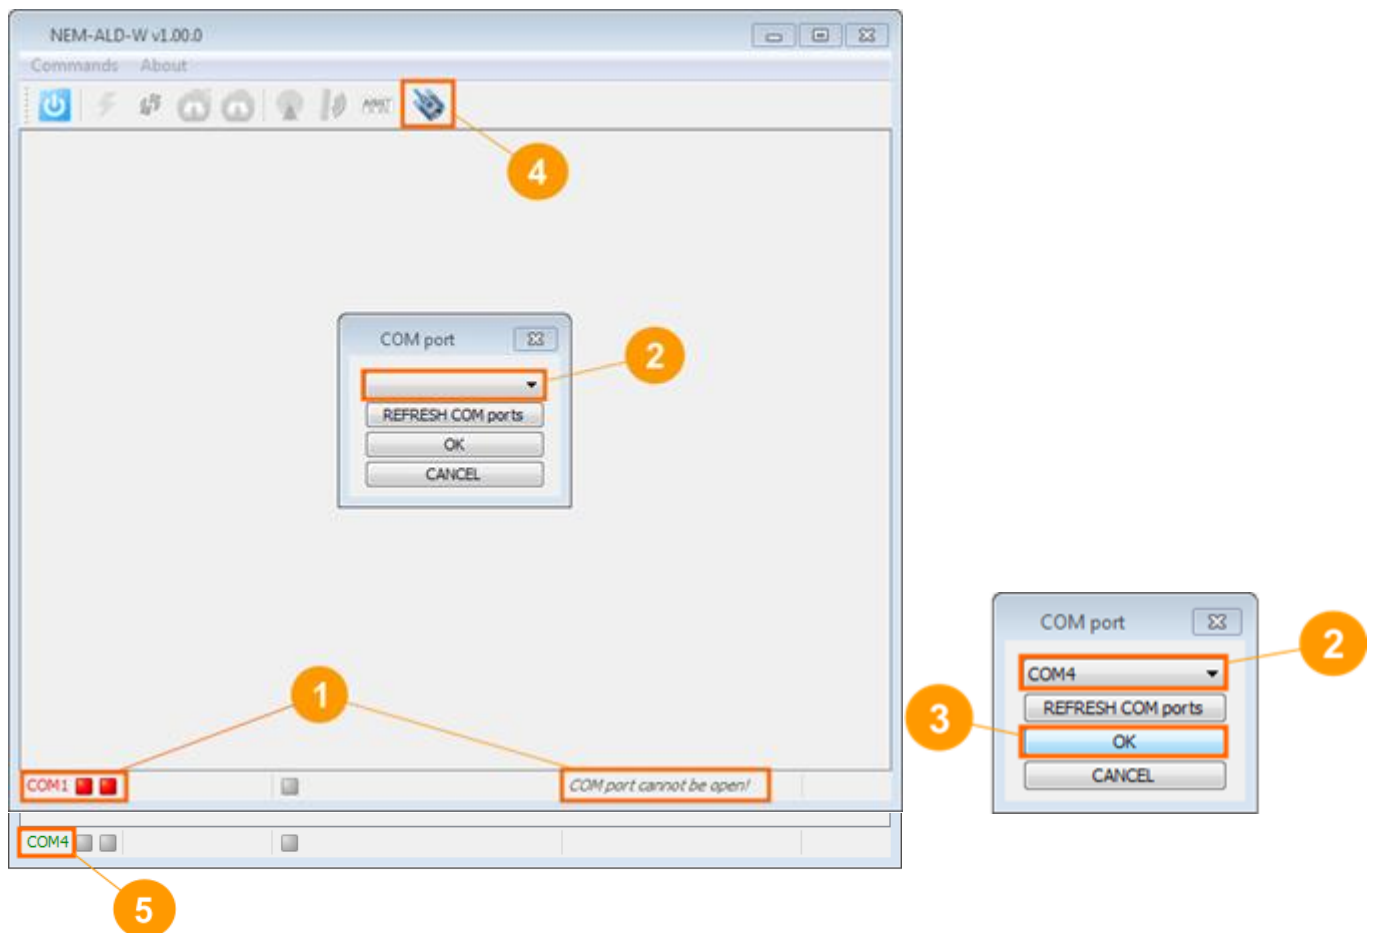 NEM-ALD-W v1.00.0
Commands About
4
COM port
2
REFRESH COM ports
OK
CANCEL
COM port
2
COM4
REFRESH COM ports
3
OK
CANCEL
1
COM1
COM port cannot be open!
COM4
5